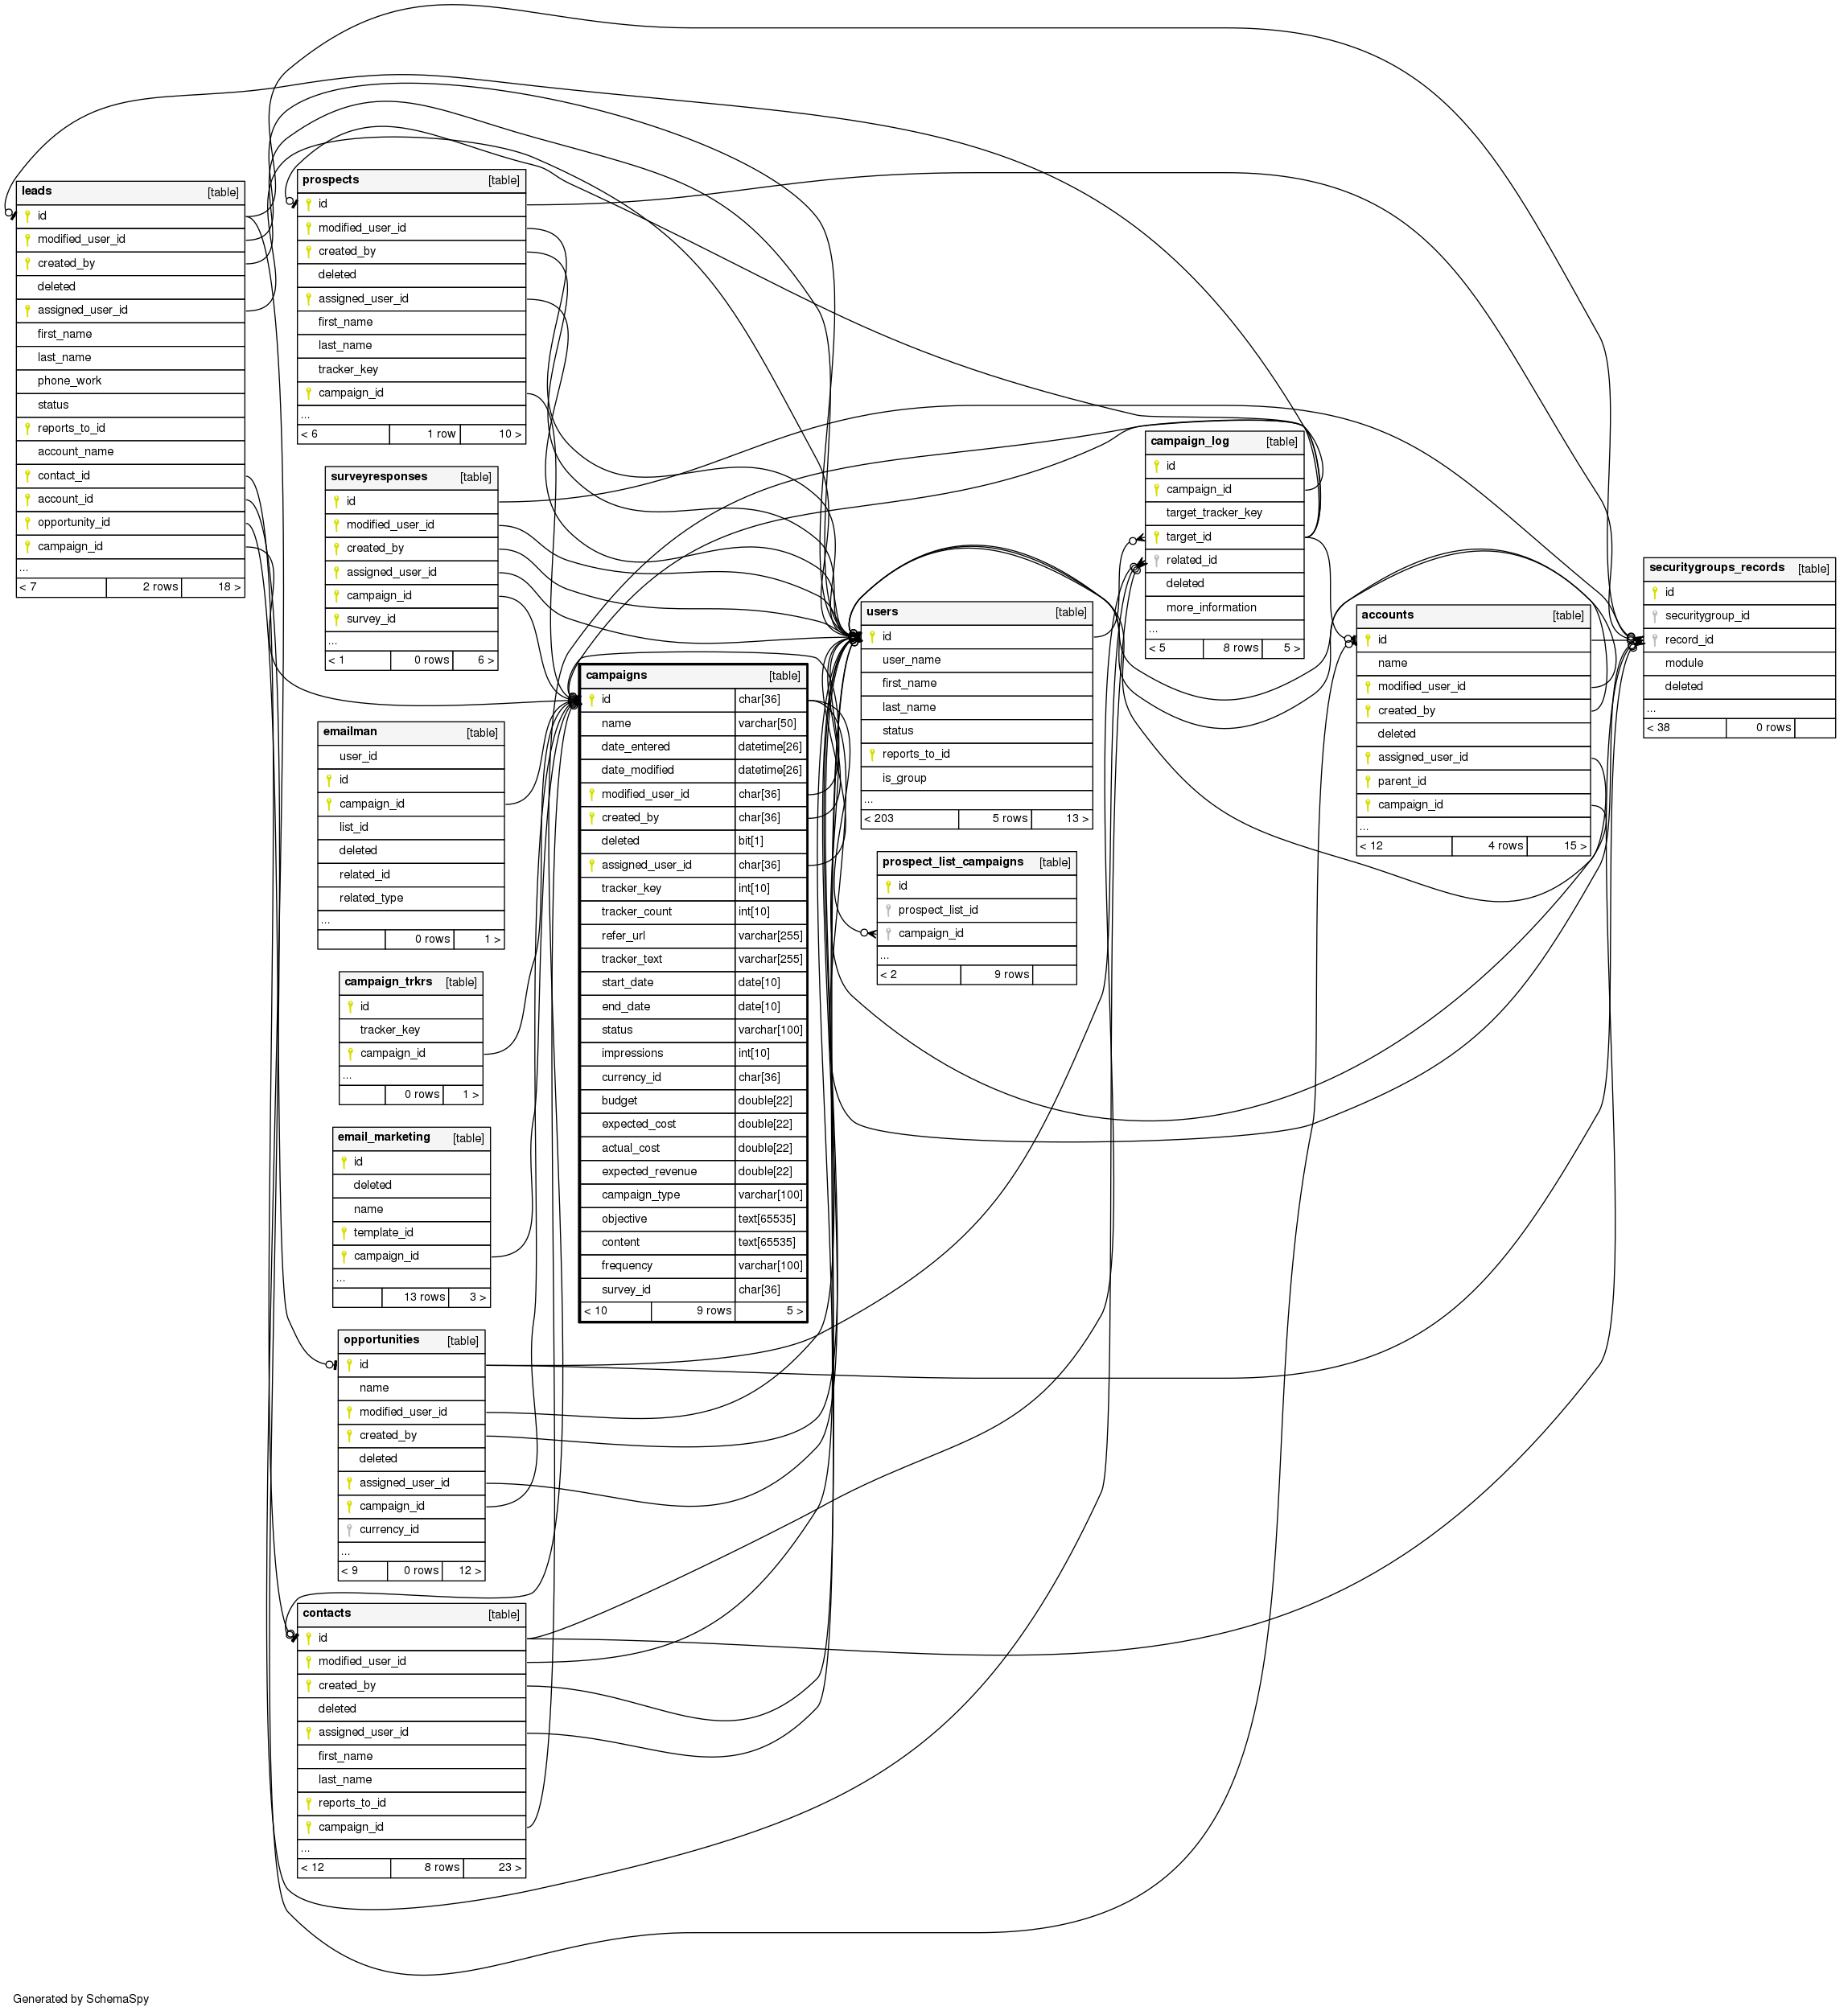 leads [table]
id
modified_user_id
created_by
deleted
assigned_user_id
first_name
last_name
phone_work
status
reports_to_id
account_name
contact_id
account_id
opportunity_id
campaign_id
...
< 7 2 rows 18 >
prospects [table]
id
modified_user_id
created_by
deleted
assigned_user_id
first_name
last_name
tracker_key
campaign_id
...
< 6 1 row 10 >
surveyresponses [table]
id
modified_user_id
created_by
assigned_user_id
campaign_id
survey_id
...
< 1 0 rows 6 >
emailman [table]
user_id
id
campaign_id
list_id
deleted
related_id
related_type
...
0 rows 1 >
campaign_trkrs [table]
id
tracker_key
campaign_id
...
0 rows 1 >
email_marketing [table]
id
deleted
name
template_id
campaign_id
...
13 rows 3 >
opportunities [table]
id
name
modified_user_id
created_by
deleted
assigned_user_id
campaign_id
currency_id
...
< 9 0 rows 12 >
contacts [table]
id
modified_user_id
created_by
deleted
assigned_user_id
first_name
last_name
reports_to_id
campaign_id
...
< 12 8 rows 23 >
campaigns [table]
id char[36]
name varchar[50]
date_entered datetime[26]
date_modified datetime[26]
modified_user_id char[36]
created_by char[36]
deleted bit[1]
assigned_user_id char[36]
tracker_key int[10]
tracker_count int[10]
refer_url varchar[255]
tracker_text varchar[255]
start_date date[10]
end_date date[10]
status varchar[100]
impressions int[10]
currency_id char[36]
budget double[22]
expected_cost double[22]
actual_cost double[22]
expected_revenue double[22]
campaign_type varchar[100]
objective text[65535]
content text[65535]
frequency varchar[100]
survey_id char[36]
< 10 9 rows 5 >
users [table]
id
user_name
first_name
last_name
status
reports_to_id
is_group
...
< 203 5 rows 13 >
prospect_list_campaigns [table]
id
prospect_list_id
campaign_id
...
< 2 9 rows
campaign_log [table]
id
campaign_id
target_tracker_key
target_id
related_id
deleted
more_information
...
< 5 8 rows 5 >
accounts [table]
id
name
modified_user_id
created_by
deleted
assigned_user_id
parent_id
campaign_id
...
< 12 4 rows 15 >
securitygroups_records [table]
id
securitygroup_id
record_id
module
deleted
...
< 38 0 rows
Generated by SchemaSpy